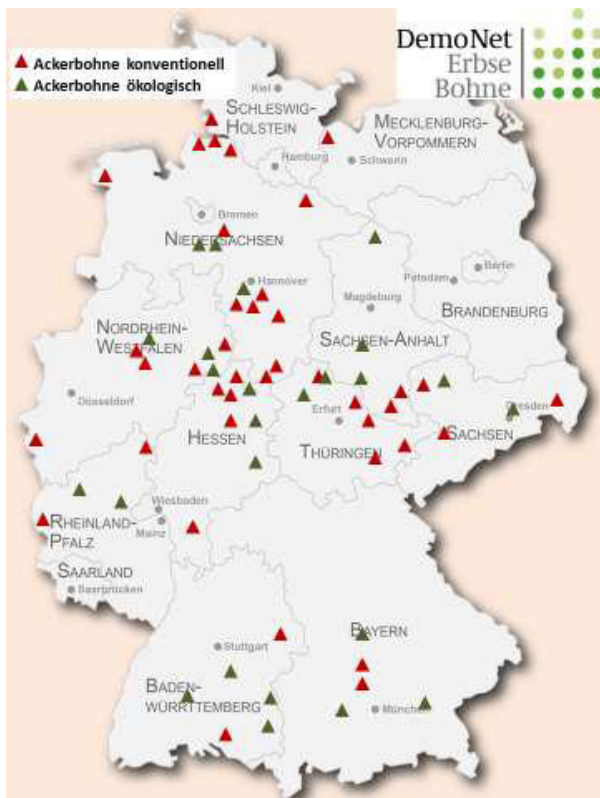 DemoNet
Erbse
Bohne
Ackerbohne konventionell
Ackerbohne ökologisch
Kiel
SCHLESWIG-
HOLSTEIN
MECKLENBURG-
VORPOMMERN
Hamburg
Schwerin
Bremen
NIEDERSACHSEN
Hannover
Berlin
Potsdam
Magdeburg
BRANDENBURG
NORDRHEIN-
WESTFALEN
SACHSEN-ANHALT
Düsseldorf
Erfurt
Dresden
SACHSEN
HESSEN
THÜRINGEN
Wiesbaden
Mainz
RHEINLAND-
PFALZ
SAARLAND
Saarbrücken
Stuttgart
BAYERN
BADEN-
WÜRRTTEMBERG
München